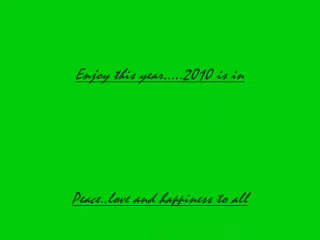 Enjoy this year.....2010 is in
Peace..love and happiness to all